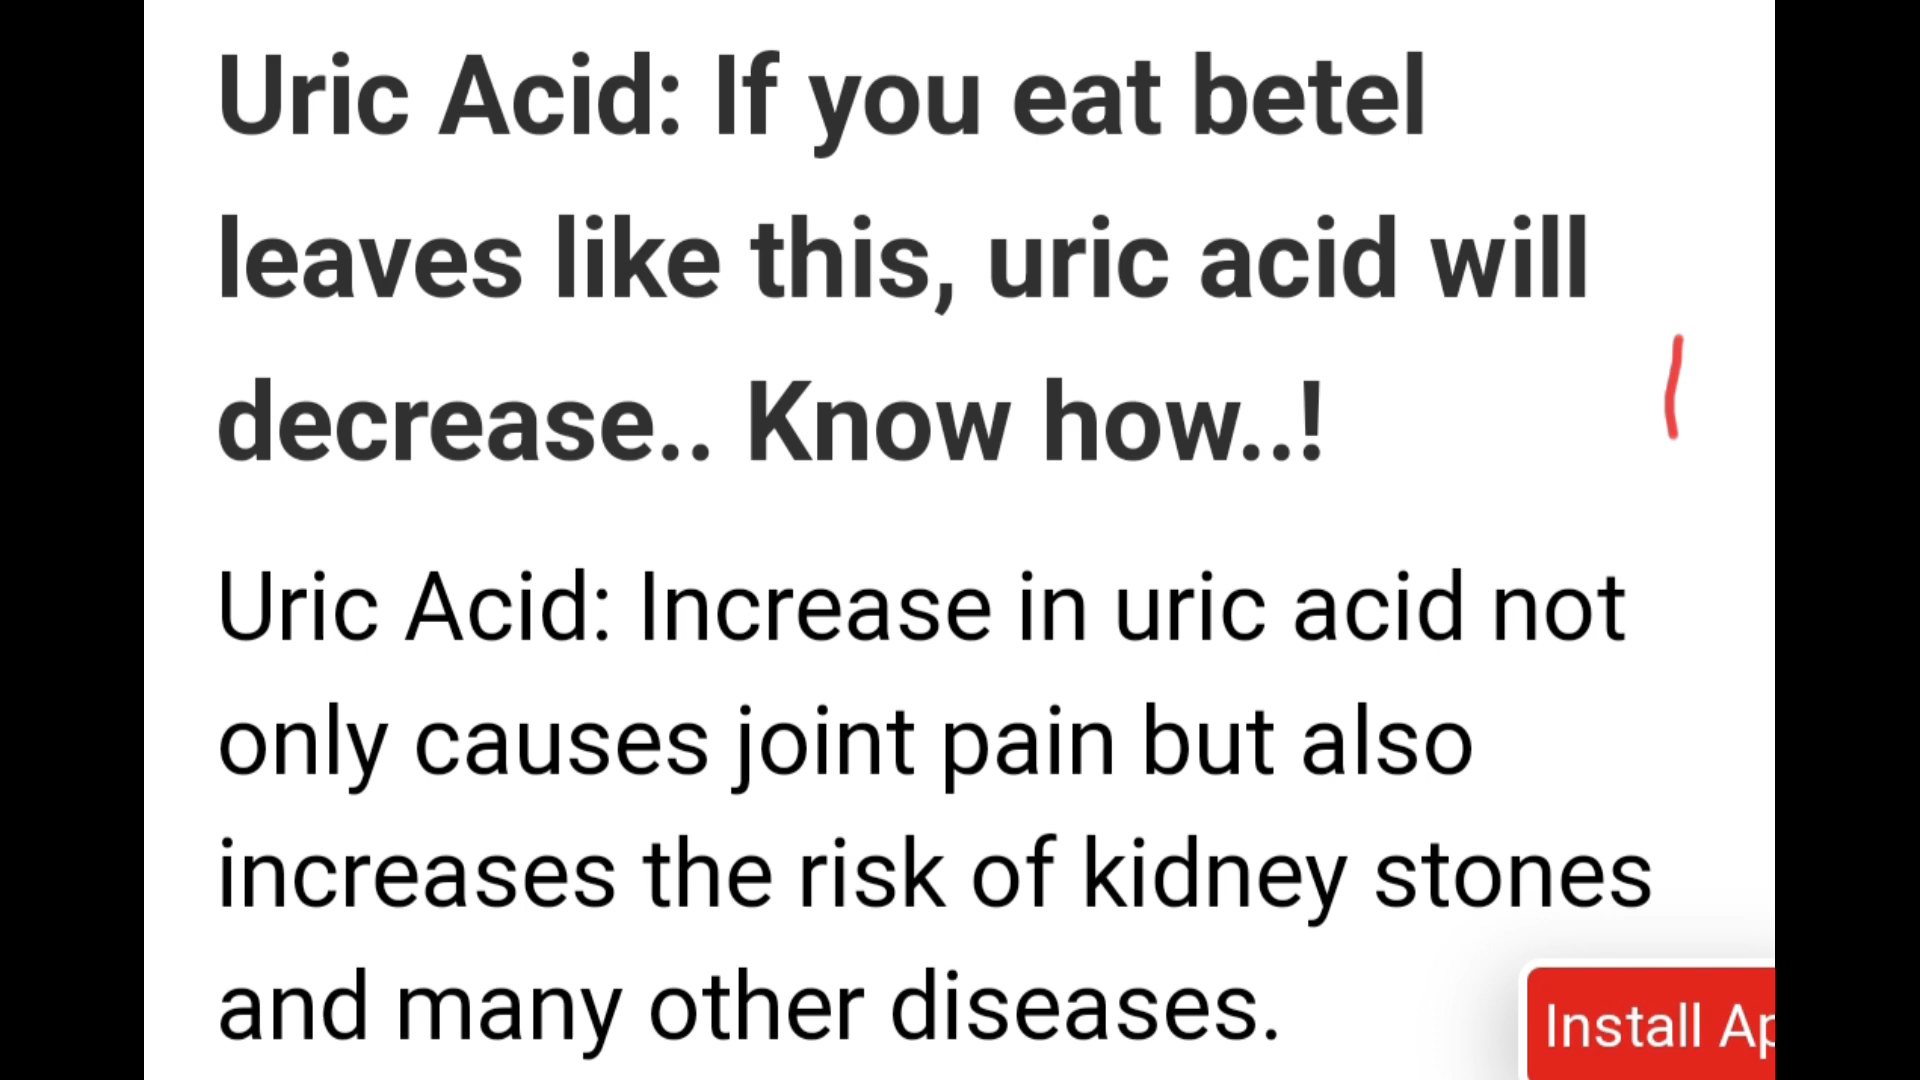 Uric Acid: If you eat betel
leaves like this, uric acid will
decrease.. Know how..!
Uric Acid: Increase in uric acid not
only causes joint pain but also
increases the risk of kidney stones
and many other diseases.
Install